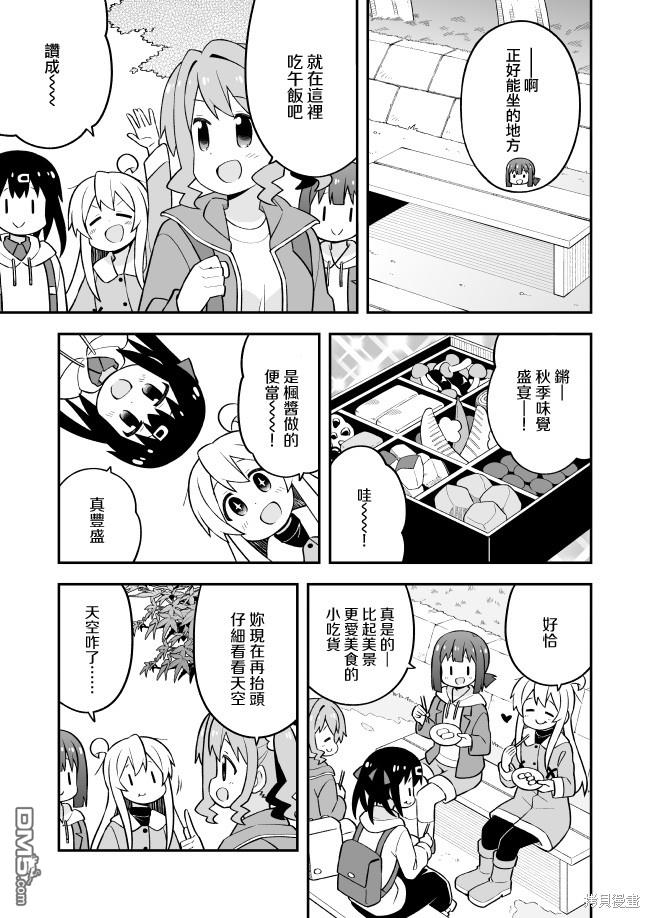 ——啊
正好能坐的地方
就在這裡
吃午飯吧
讚成～～～
鏘—
秋季味覺
盛宴—！
哇～～～！
是楓醬做的
便當～～～！
真豐盛
好恰
真是的—
比起美景
更愛美食的
小吃貨
妳現在再抬頭
仔細看看天空
天空咋了……
DM5.com
拷貝漫畫